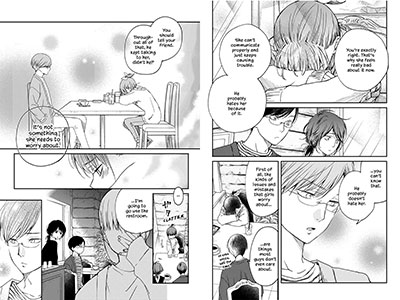 She can't
communicate
properly and
just keeps
causing
trouble.
You're exactly
right. That's
why she feels
really bad
about it now.
He
probably
hates her
because of
it.
...you
can't
know
that.
He
probably
doesn't
hate her.
First of
all, the
kinds of
issues and
mistakes
that girls
worry
about...
...are
things
most
guys don't
even care
about.
You
should
tell your
friend.
Through-
out all of
that, he
kept
talking to
her,
didn't he?
It's not
something
she needs to
worry about.
...I'm
going to
go use the
restroom.
CLATTER